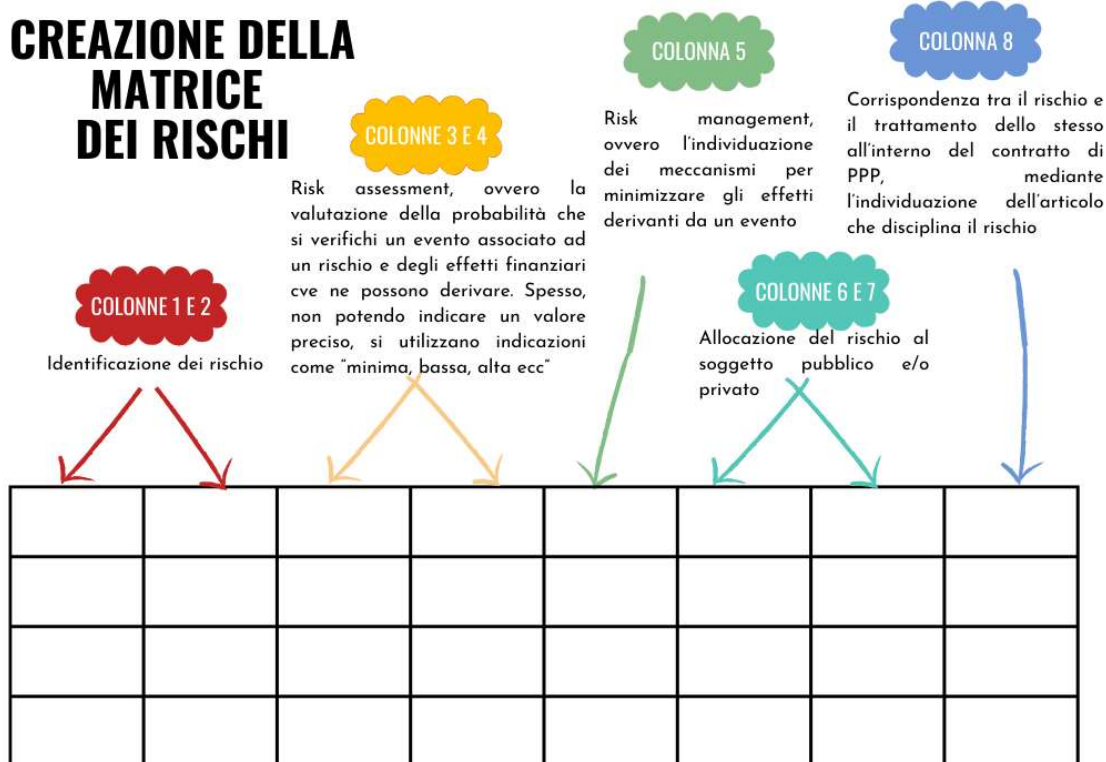 CREAZIONE DELLA
MATRICE
DEI RISCHI
COLONNE 1 E 2
Identificazione dei rischio
COLONNE 3 E 4
Risk assessment, ovvero la
valutazione della probabilità che
si verifichi un evento associato ad
un rischio e degli effetti finanziari
cve ne possono derivare. Spesso,
non potendo indicare un valore
preciso, si utilizzano indicazioni
come “minima, bassa, alta ecc”
COLONNA 5
Risk management,
ovvero l’individuazione
dei meccanismi per
minimizzare gli effetti
derivanti da un evento
COLONNE 6 E 7
Allocazione del rischio al
soggetto pubblico e/o
privato
COLONNA 8
Corrispondenza tra il rischio e
il trattamento dello stesso
all’interno del contratto di
PPP, mediante
l’individuazione dell’articolo
che disciplina il rischio